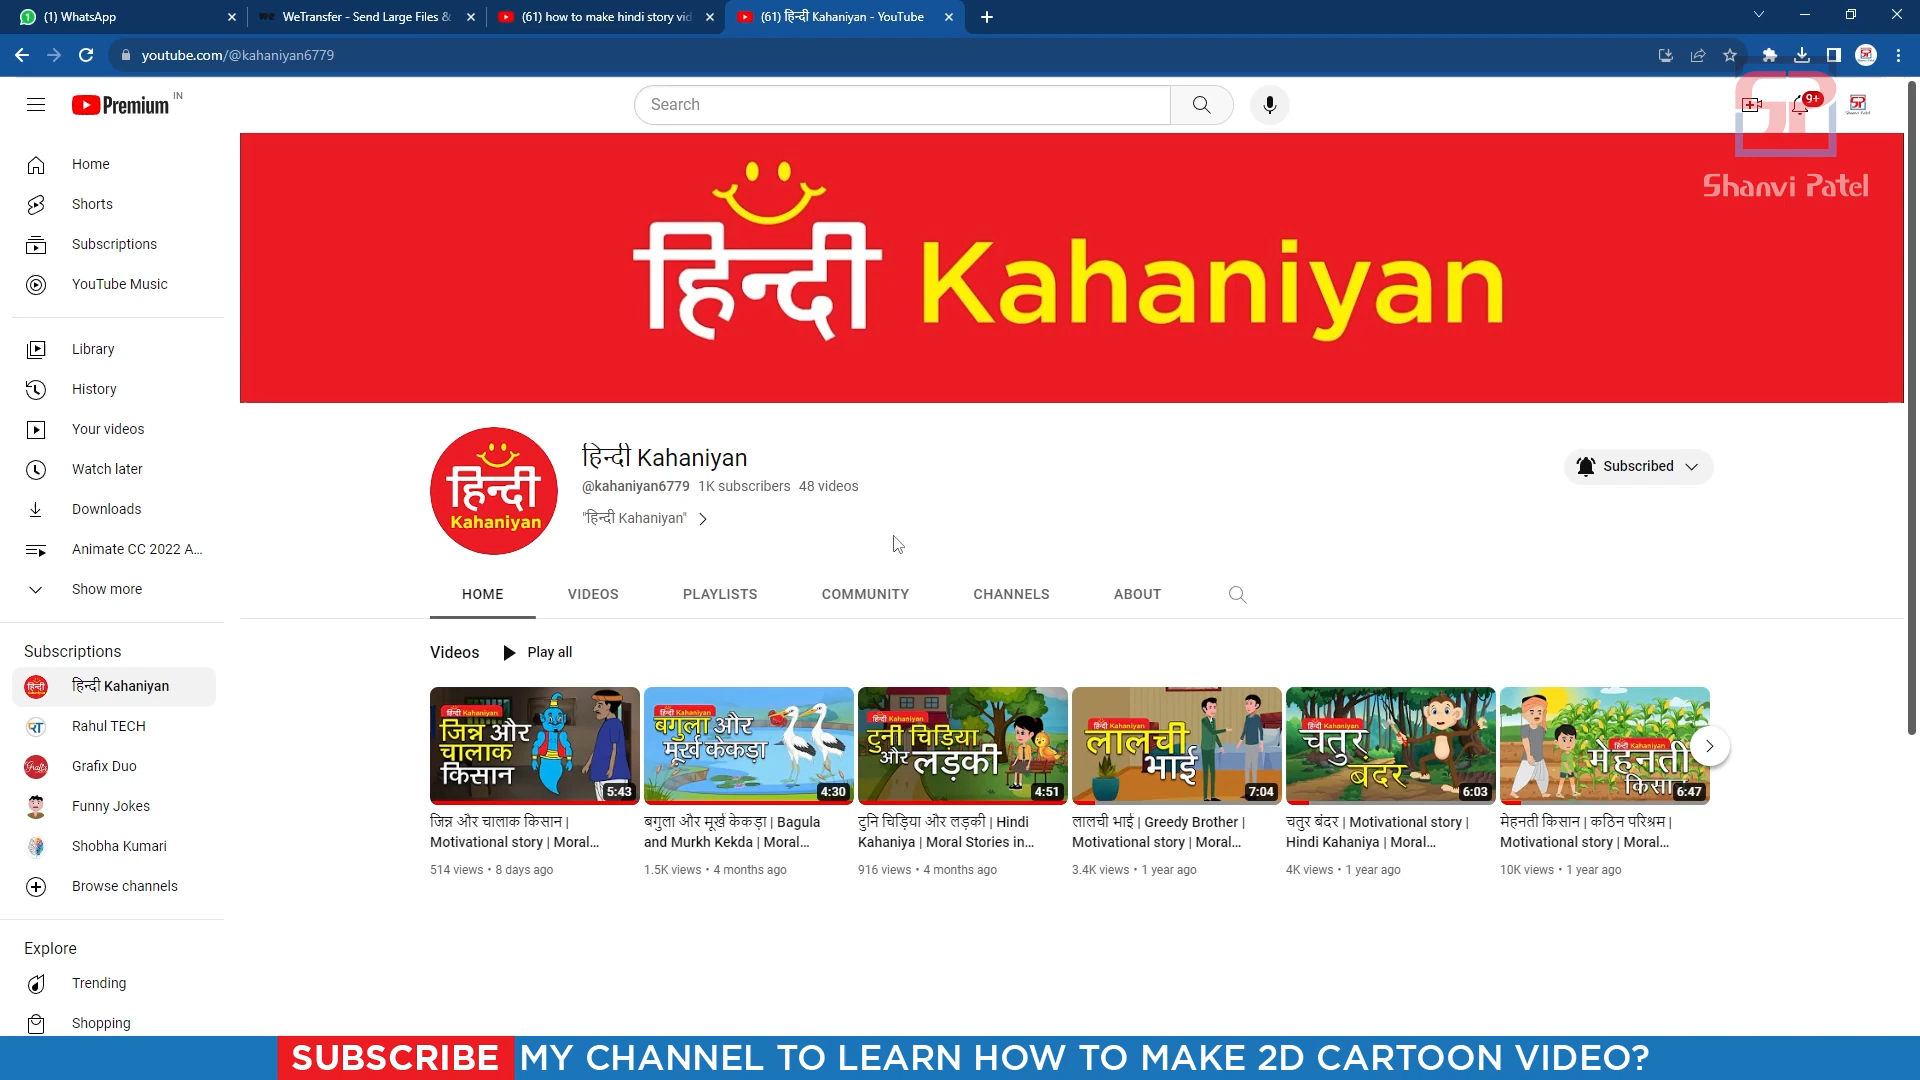 (1) WhatsApp
WeTransfer - Send Large Files &
(61) how to make hindi story vid
(61) हिन्दी Kahaniyan - YouTube
youtube.com/@kahaniyan6779
Premium IN
Search
9+
SP
Shanvi Patel
Home
Shorts
Subscriptions
YouTube Music
Library
History
Your videos
Watch later
Downloads
Animate CC 2022 A...
Show more
Subscriptions
हिन्दी Kahaniyan
Rahul TECH
Grafix Duo
Funny Jokes
Shobha Kumari
Browse channels
Explore
Trending
Shopping
हिन्दी Kahaniyan
हिन्दी
Kahaniyan
हिन्दी Kahaniyan
@kahaniyan6779 1K subscribers 48 videos
"हिन्दी Kahaniyan"
Subscribed
HOME VIDEOS PLAYLISTS COMMUNITY CHANNELS ABOUT
Videos Play all
हिन्दी Kahaniyan
जिन्न और
चालाक
किसान
5:43
जिन्न और चालाक किसान |
Motivational story | Moral...
514 views • 8 days ago
हिन्दी Kahaniyan
बगुला और
मूर्ख केकड़ा
4:30
बगुला और मूर्ख केकड़ा | Bagula
and Murkh Kekda | Moral...
1.5K views • 4 months ago
हिन्दी Kahaniyan
टुनी चिड़िया
और लड़की
4:51
टुनि चिड़िया और लड़की | Hindi
Kahaniya | Moral Stories in...
916 views • 4 months ago
हिन्दी Kahaniyan
लालची
भाई
7:04
लालची भाई | Greedy Brother |
Motivational story | Moral...
3.4K views • 1 year ago
हिन्दी Kahaniyan
चतुर
बंदर
6:03
चतुर बंदर | Motivational story |
Hindi Kahaniya | Moral...
4K views • 1 year ago
हिन्दी Kahaniyan
मेहनती
किसान
6:47
मेहनती किसान | कठिन परिश्रम |
Motivational story | Moral...
10K views • 1 year ago
SUBSCRIBE MY CHANNEL TO LEARN HOW TO MAKE 2D CARTOON VIDEO?